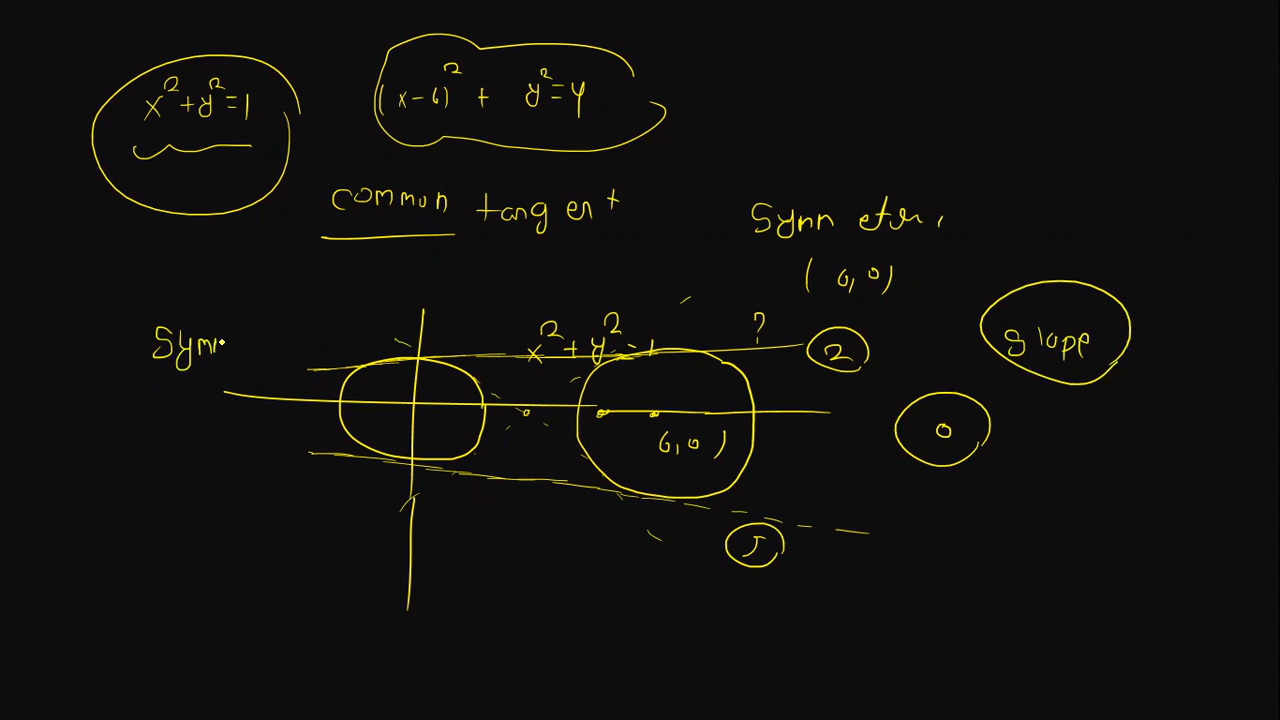 x²+y²=1
(x-6)² + y²=4
common tangent
Symmetry
(6,0)
slope
Sym
x²+y²=1
?
2
0
6,0)